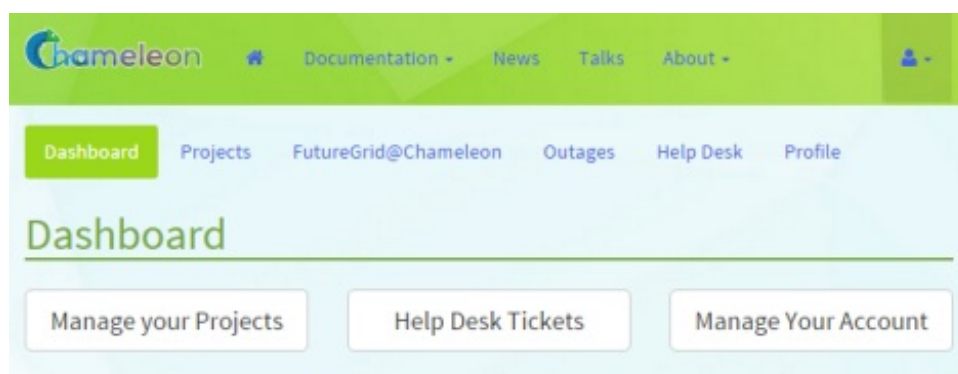 Chameleon Documentation News Talks About
Dashboard Projects FutureGrid@Chameleon Outages Help Desk Profile
Dashboard
Manage your Projects Help Desk Tickets Manage Your Account